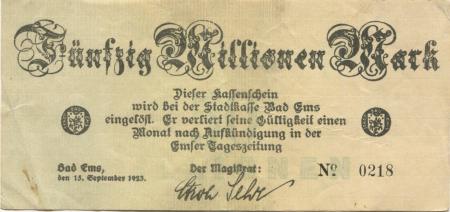 Fünfzig Millionen Mark
Dieser Kassenschein
wird bei der Stadtkasse Bad Ems
eingelöst. Er verliert seine Gültigkeit einen
Monat nach Aufkündigung in der
Emser Tageszeitung
Bad Ems,
den 15. September 1923.
Der Magistrat:
№ 0218